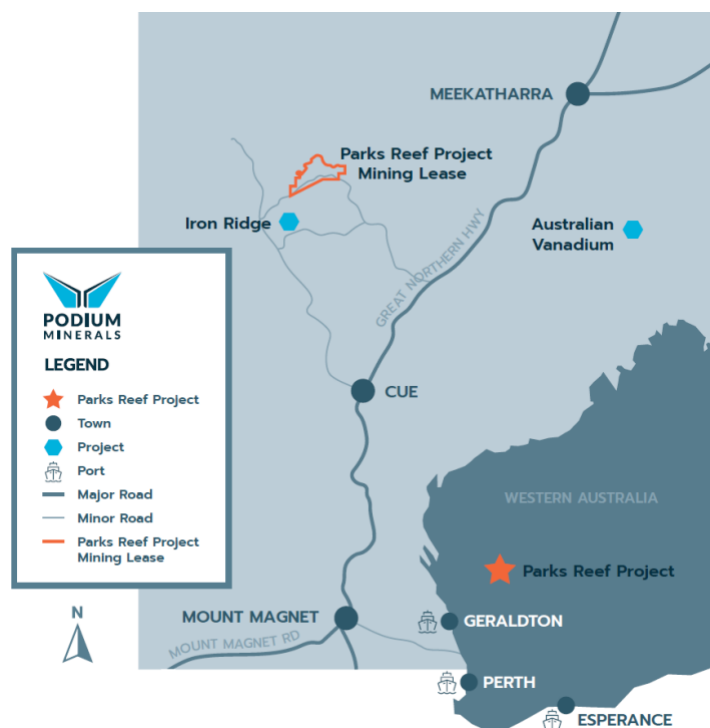 MEEKATHARRA
Parks Reef Project
Mining Lease
Iron Ridge
Australian
Vanadium
GREAT NORTHERN HWY
PODIUM
MINERALS
LEGEND
Parks Reef Project
Town
Project
Port
Major Road
Minor Road
Parks Reef Project
Mining Lease
CUE
WESTERN AUSTRALIA
Parks Reef Project
N
MOUNT MAGNET
MOUNT MAGNET RD
GERALDTON
PERTH
ESPERANCE